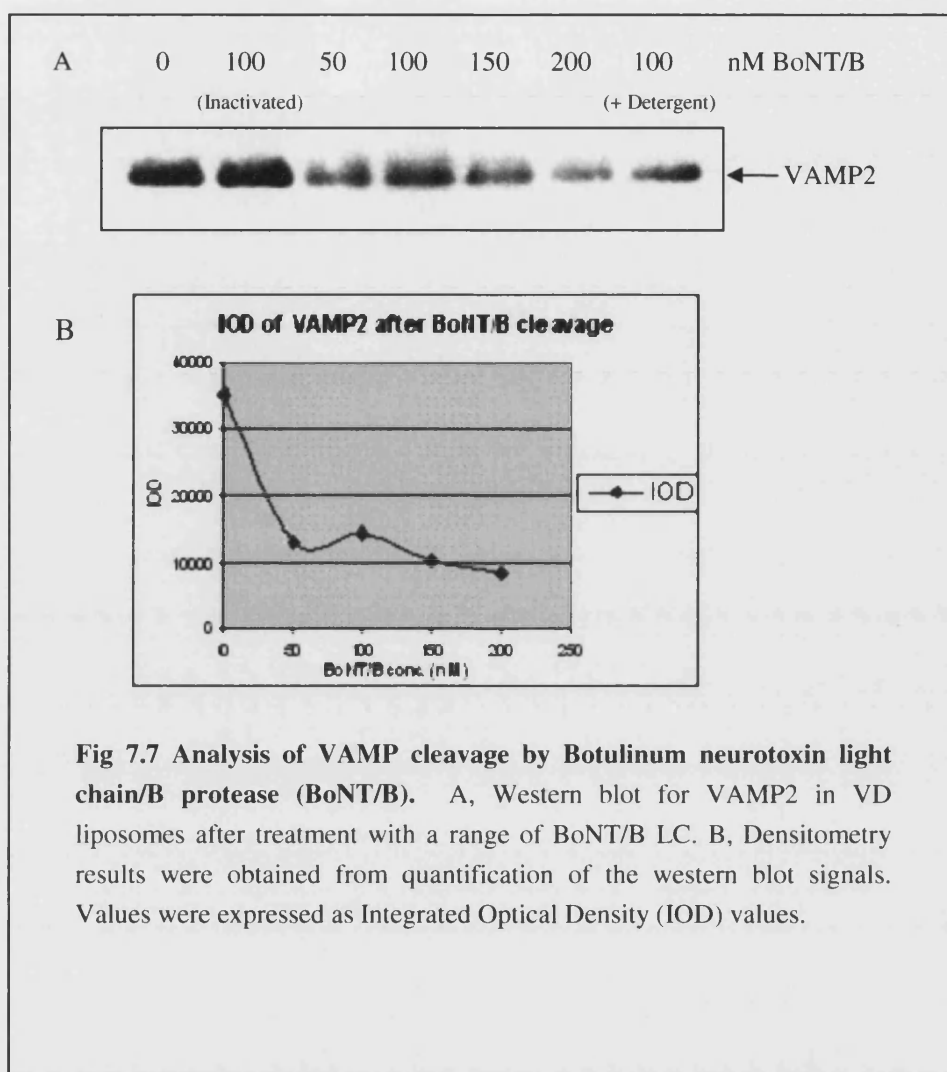 A 0 100 50 100 150 200 100 nM BoNT/B
(Inactivated) (+ Detergent)
VAMP2
B
IOD of VAMP2 after BoNT/B cleavage
40000
30000
20000
10000
0
IOD
0 50 100 150 200 250
BoNT/B conc. (nM)
IOD
Fig 7.7 Analysis of VAMP cleavage by Botulinum neurotoxin light
chain/B protease (BoNT/B). A, Western blot for VAMP2 in VD
liposomes after treatment with a range of BoNT/B LC. B, Densitometry
results were obtained from quantification of the western blot signals.
Values were expressed as Integrated Optical Density (IOD) values.